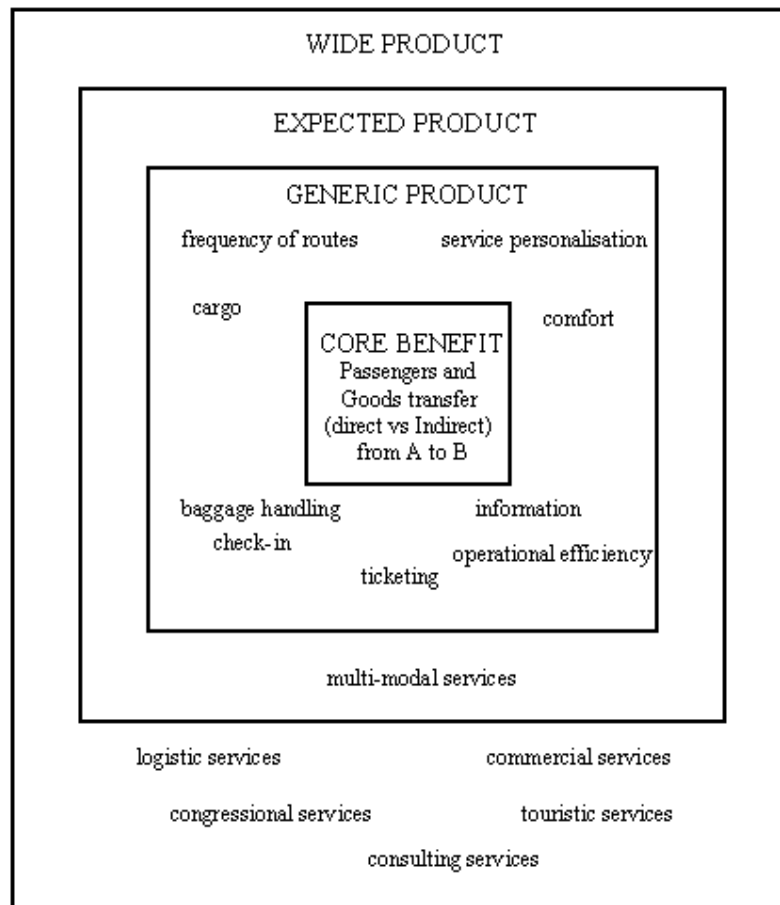 WIDE PRODUCT
EXPECTED PRODUCT
GENERIC PRODUCT
frequency of routes service personalisation
cargo
comfort
CORE BENEFIT
Passengers and
Goods transfer
(direct vs Indirect)
from A to B
baggage handling information
check-in
operational efficiency
ticketing
multi-modal services
logistic services commercial services
congressional services touristic services
consulting services